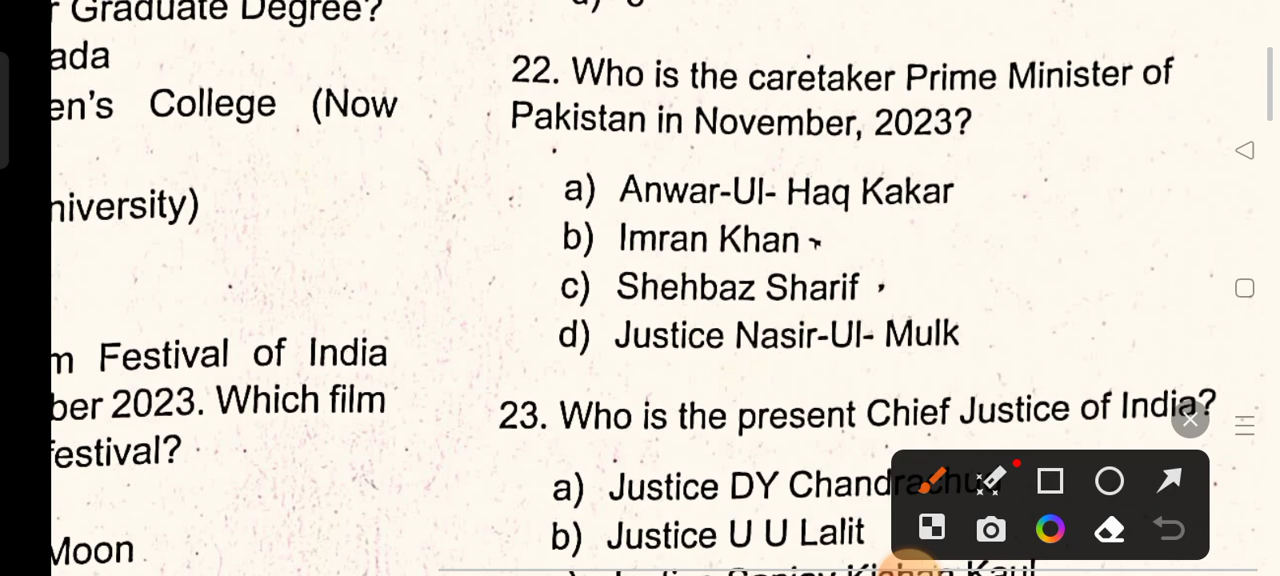 r Graduate Degree?
ada
en's College (Now
niversity)
m Festival of India
ber 2023. Which film
festival?
Moon
22. Who is the caretaker Prime Minister of
Pakistan in November, 2023?
a) Anwar-Ul- Haq Kakar
b) Imran Khan
c) Shehbaz Sharif
d) Justice Nasir-Ul- Mulk
23. Who is the present Chief Justice of India?
a) Justice DY Chandrachud
b) Justice U U Lalit